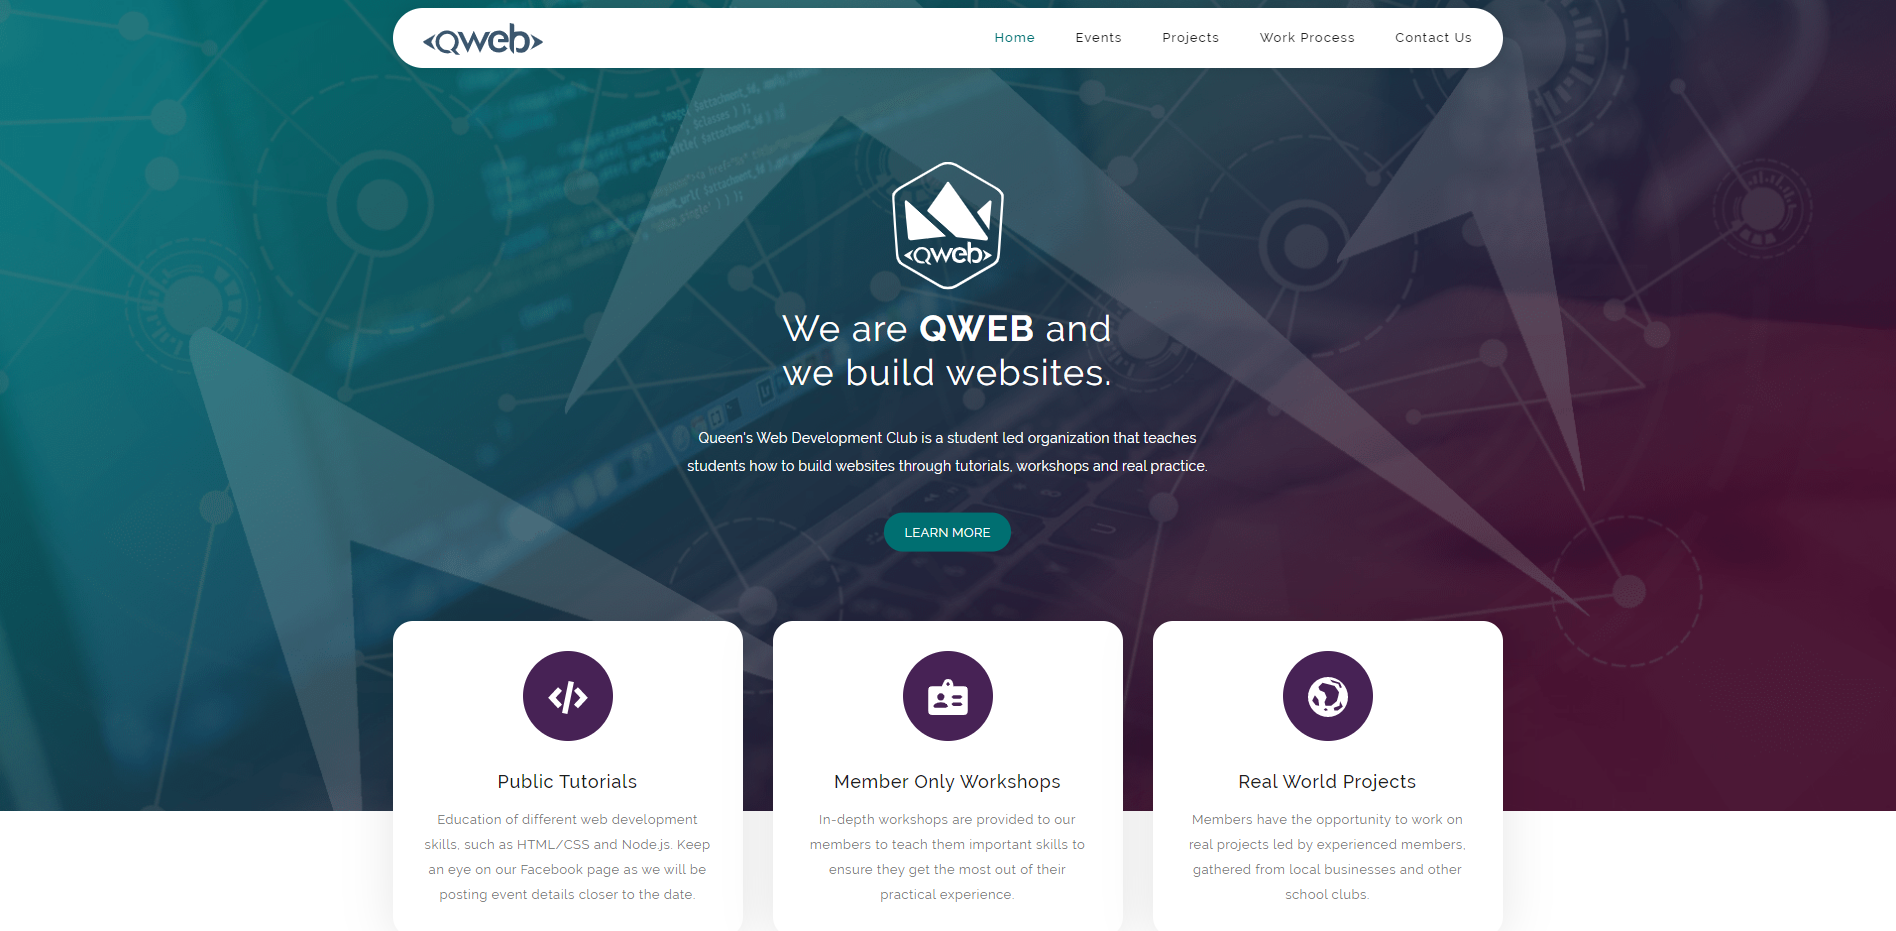 Qweb
Home
Events
Projects
Work Process
Contact Us
Qweb
We are QWEB and
we build websites.
Queen's Web Development Club is a student led organization that teaches
students how to build websites through tutorials, workshops and real practice.
LEARN MORE
Public Tutorials
Education of different web development
skills, such as HTML/CSS and Node.js. Keep
an eye on our Facebook page as we will be
posting event details closer to the date.
Member Only Workshops
In-depth workshops are provided to our
members to teach them important skills to
ensure they get the most out of their
practical experience.
Real World Projects
Members have the opportunity to work on
real projects led by experienced members,
gathered from local businesses and other
school clubs.